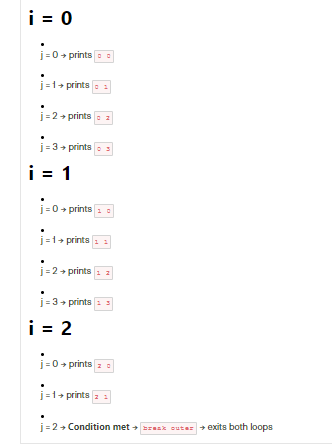 i = 0
j = 0 → prints 0 0
j = 1 → prints 0 1
j = 2 → prints 0 2
j = 3 → prints 0 3
i = 1
j = 0 → prints 1 0
j = 1 → prints 1 1
j = 2 → prints 1 2
j = 3 → prints 1 3
i = 2
j = 0 → prints 2 0
j = 1 → prints 2 1
j = 2 → Condition met → break outer → exits both loops